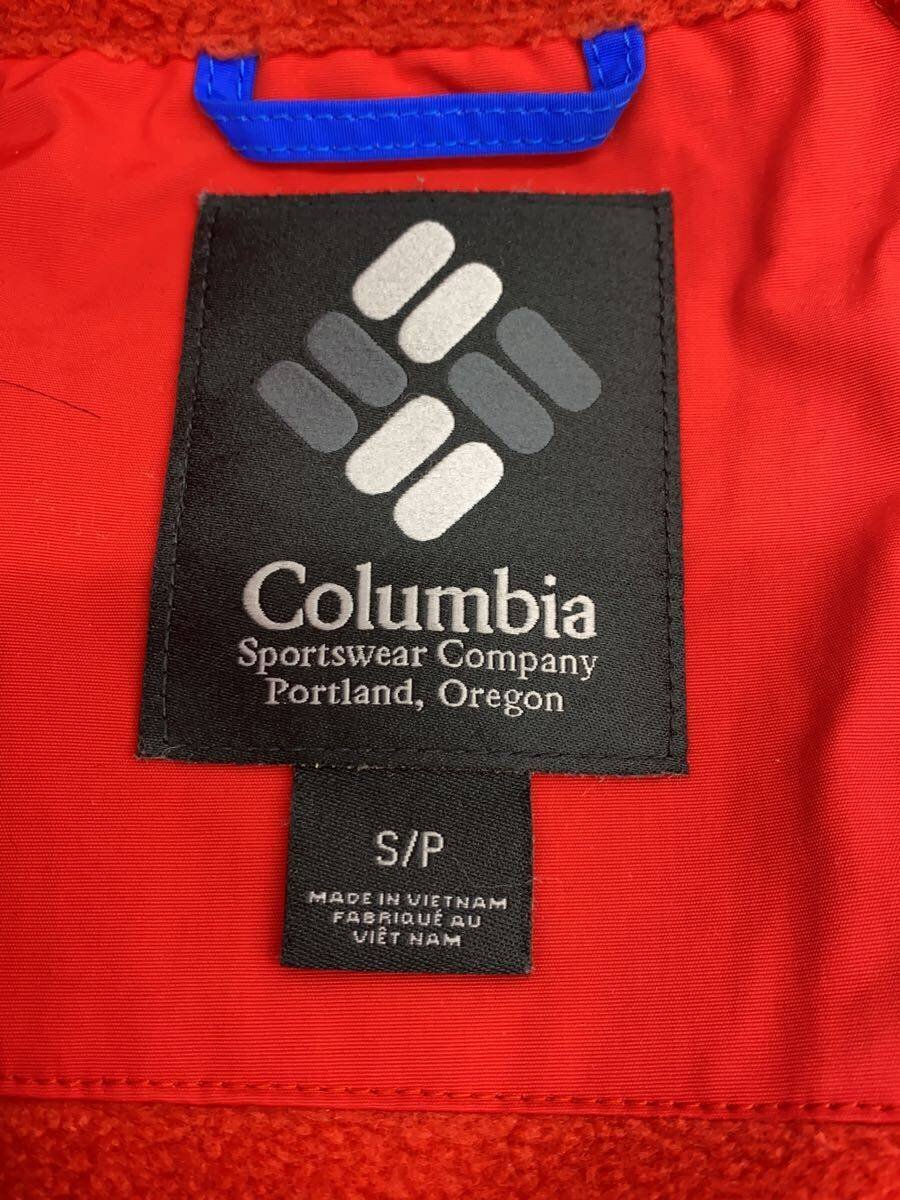 Columbia
Sportswear Company
Portland, Oregon
S/P
MADE IN VIETNAM
FABRIQUÉ AU
VIÊT NAM